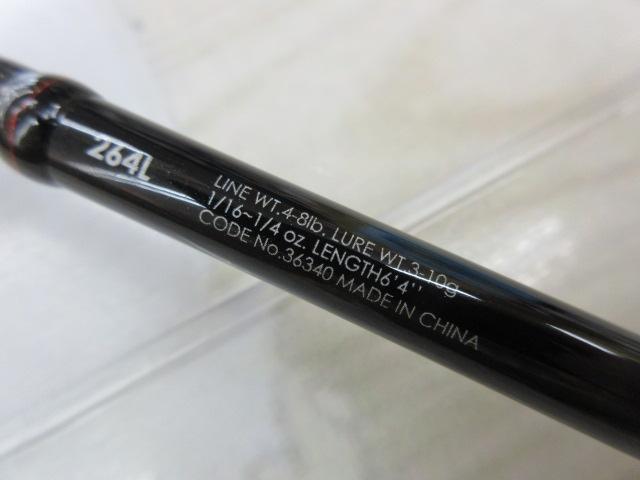 264L
LINE WT.4-8lb. LURE WT.3-10g
1/16~1/4 oz. LENGTH6'4''
CODE No.36340 MADE IN CHINA